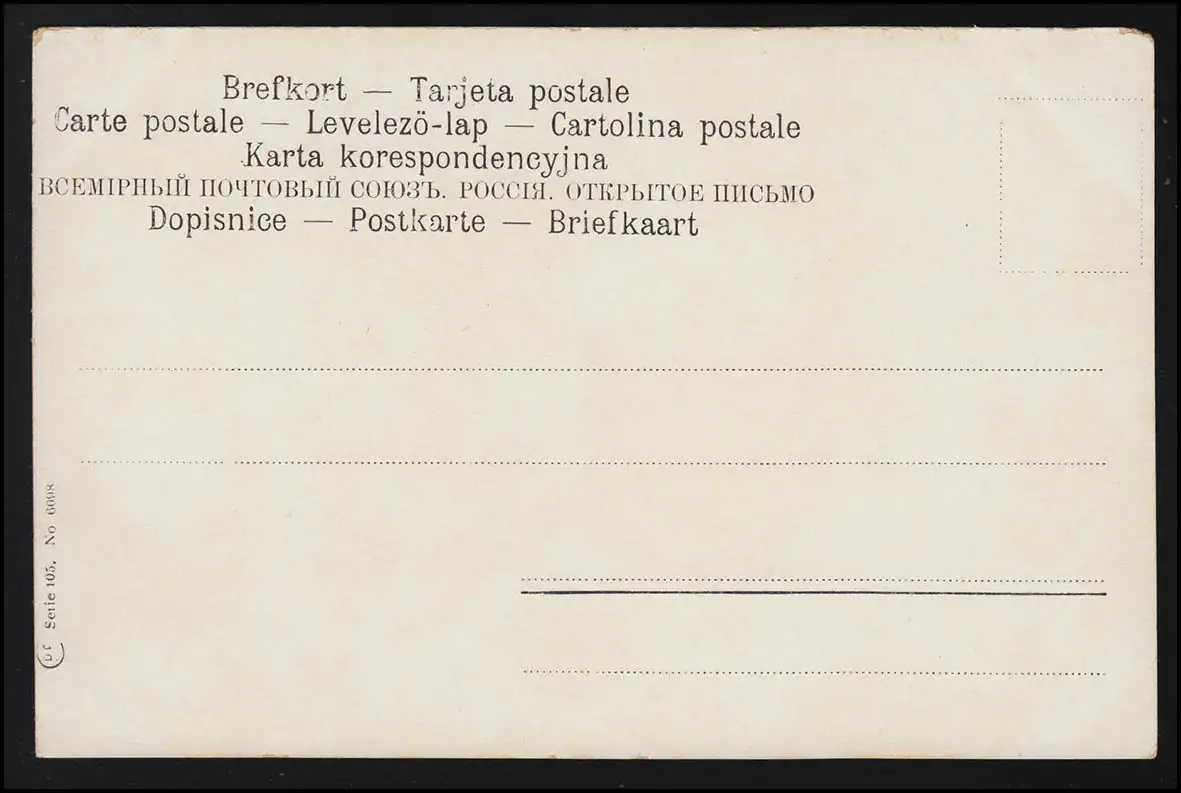 Brefkort — Tarjeta postale
Carte postale — Levelezö-lap — Cartolina postale
Karta korespondencyjna
ВСЕМІРНЫЙ ПОЧТОВЫЙ СОЮЗЪ. РОССІЯ. ОТКРЫТОЕ ПИСЬМО
Dopisnice — Postkarte — Briefkaart
Serie 105. No 6098